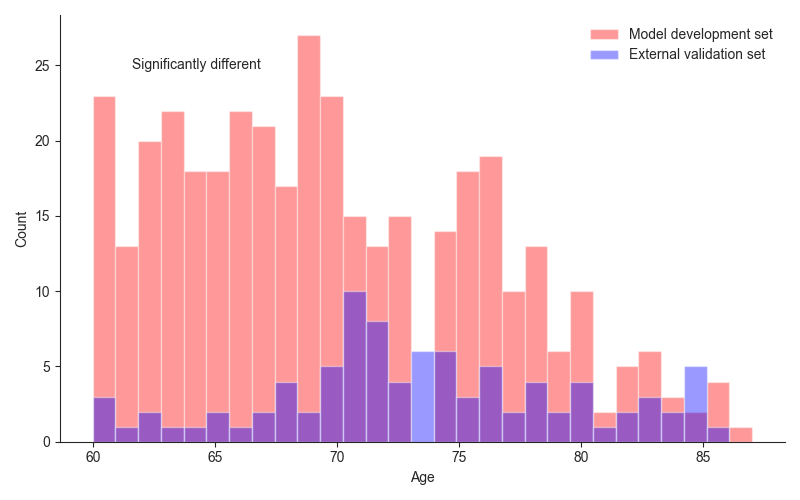 Model development set
External validation set
Significantly different
Count
25
20
15
10
5
0
60 65 70 75 80 85
Age